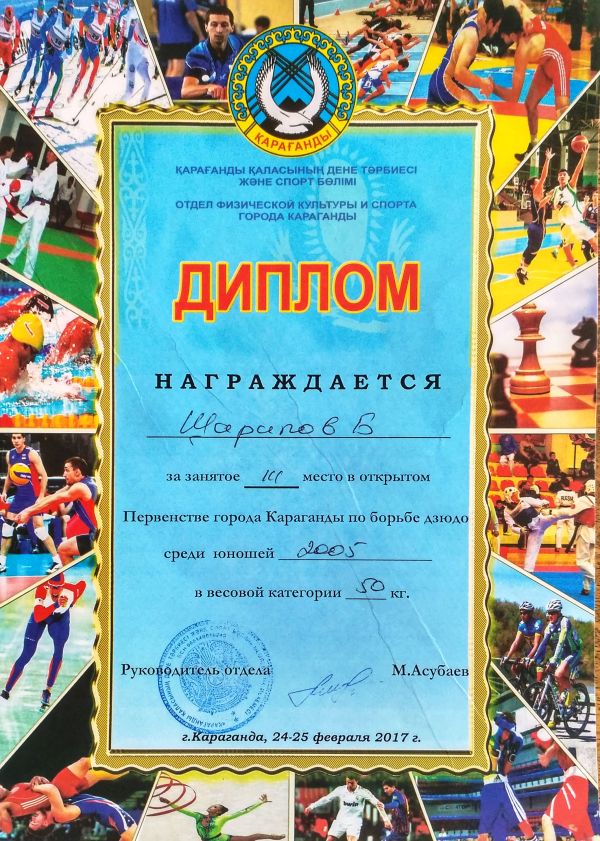 ҚАРАҒАНДЫ
ҚАРАҒАНДЫ ҚАЛАСЫНЫҢ ДЕНЕ ТӘРБИЕСІ
ЖӘНЕ СПОРТ БӨЛІМІ
ОТДЕЛ ФИЗИЧЕСКОЙ КУЛЬТУРЫ И СПОРТА
ГОРОДА КАРАГАНДЫ
ДИПЛОМ
НАГРАЖДАЕТСЯ
Шарипов Б
за занятое III место в открытом
Первенстве города Караганды по борьбе дзюдо
среди юношей 2005
в весовой категории 50 кг.
Руководитель отдела М.Асубаев
г.Караганда, 24-25 февраля 2017 г.